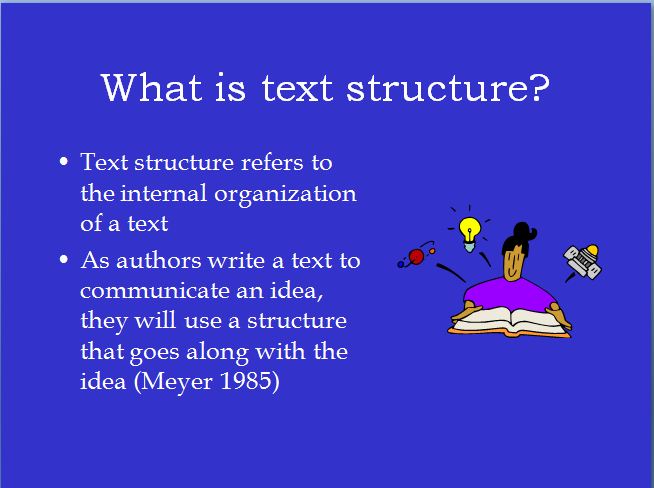 What is text structure?
• Text structure refers to
the internal organization
of a text
• As authors write a text to
communicate an idea,
they will use a structure
that goes along with the
idea (Meyer 1985)